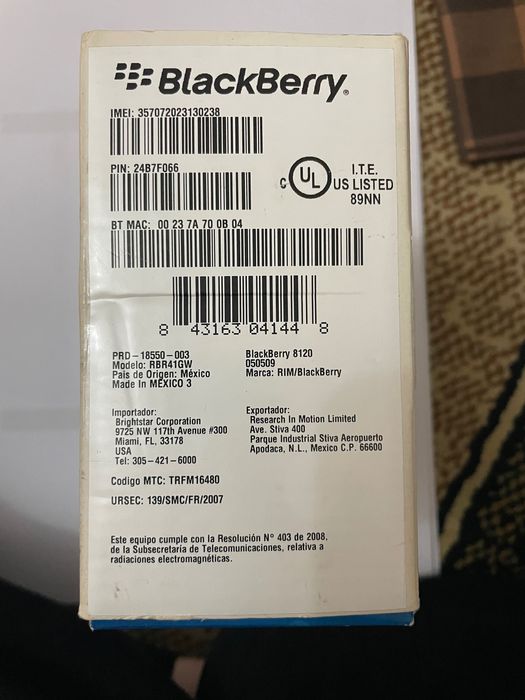 BlackBerry®
IMEI: 357072023130238
PIN: 24B7F066
C UL US LISTED
I.T.E.
89NN
BT MAC: 00 23 7A 70 0B 04
8 43163 04144 8
PRD-18550-003
Modelo: RBR41GW
Pais de Origen: México
Made In MÉXICO 3
BlackBerry 8120
050509
Marca: RIM/BlackBerry
Importador:
Brightstar Corporation
9725 NW 117th Avenue #300
Miami, FL, 33178
USA
Tel: 305-421-6000
Exportador:
Research In Motion Limited
Ave. Stiva 400
Parque Industrial Stiva Aeropuerto
Apodaca, N.L., Mexico C.P. 66600
Codigo MTC: TRFM16480
URSEC: 139/SMC/FR/2007
Este equipo cumple con la Resolución N° 403 de 2008,
de la Subsecretaría de Telecomunicaciones, relativa a
radiaciones electromagnéticas.